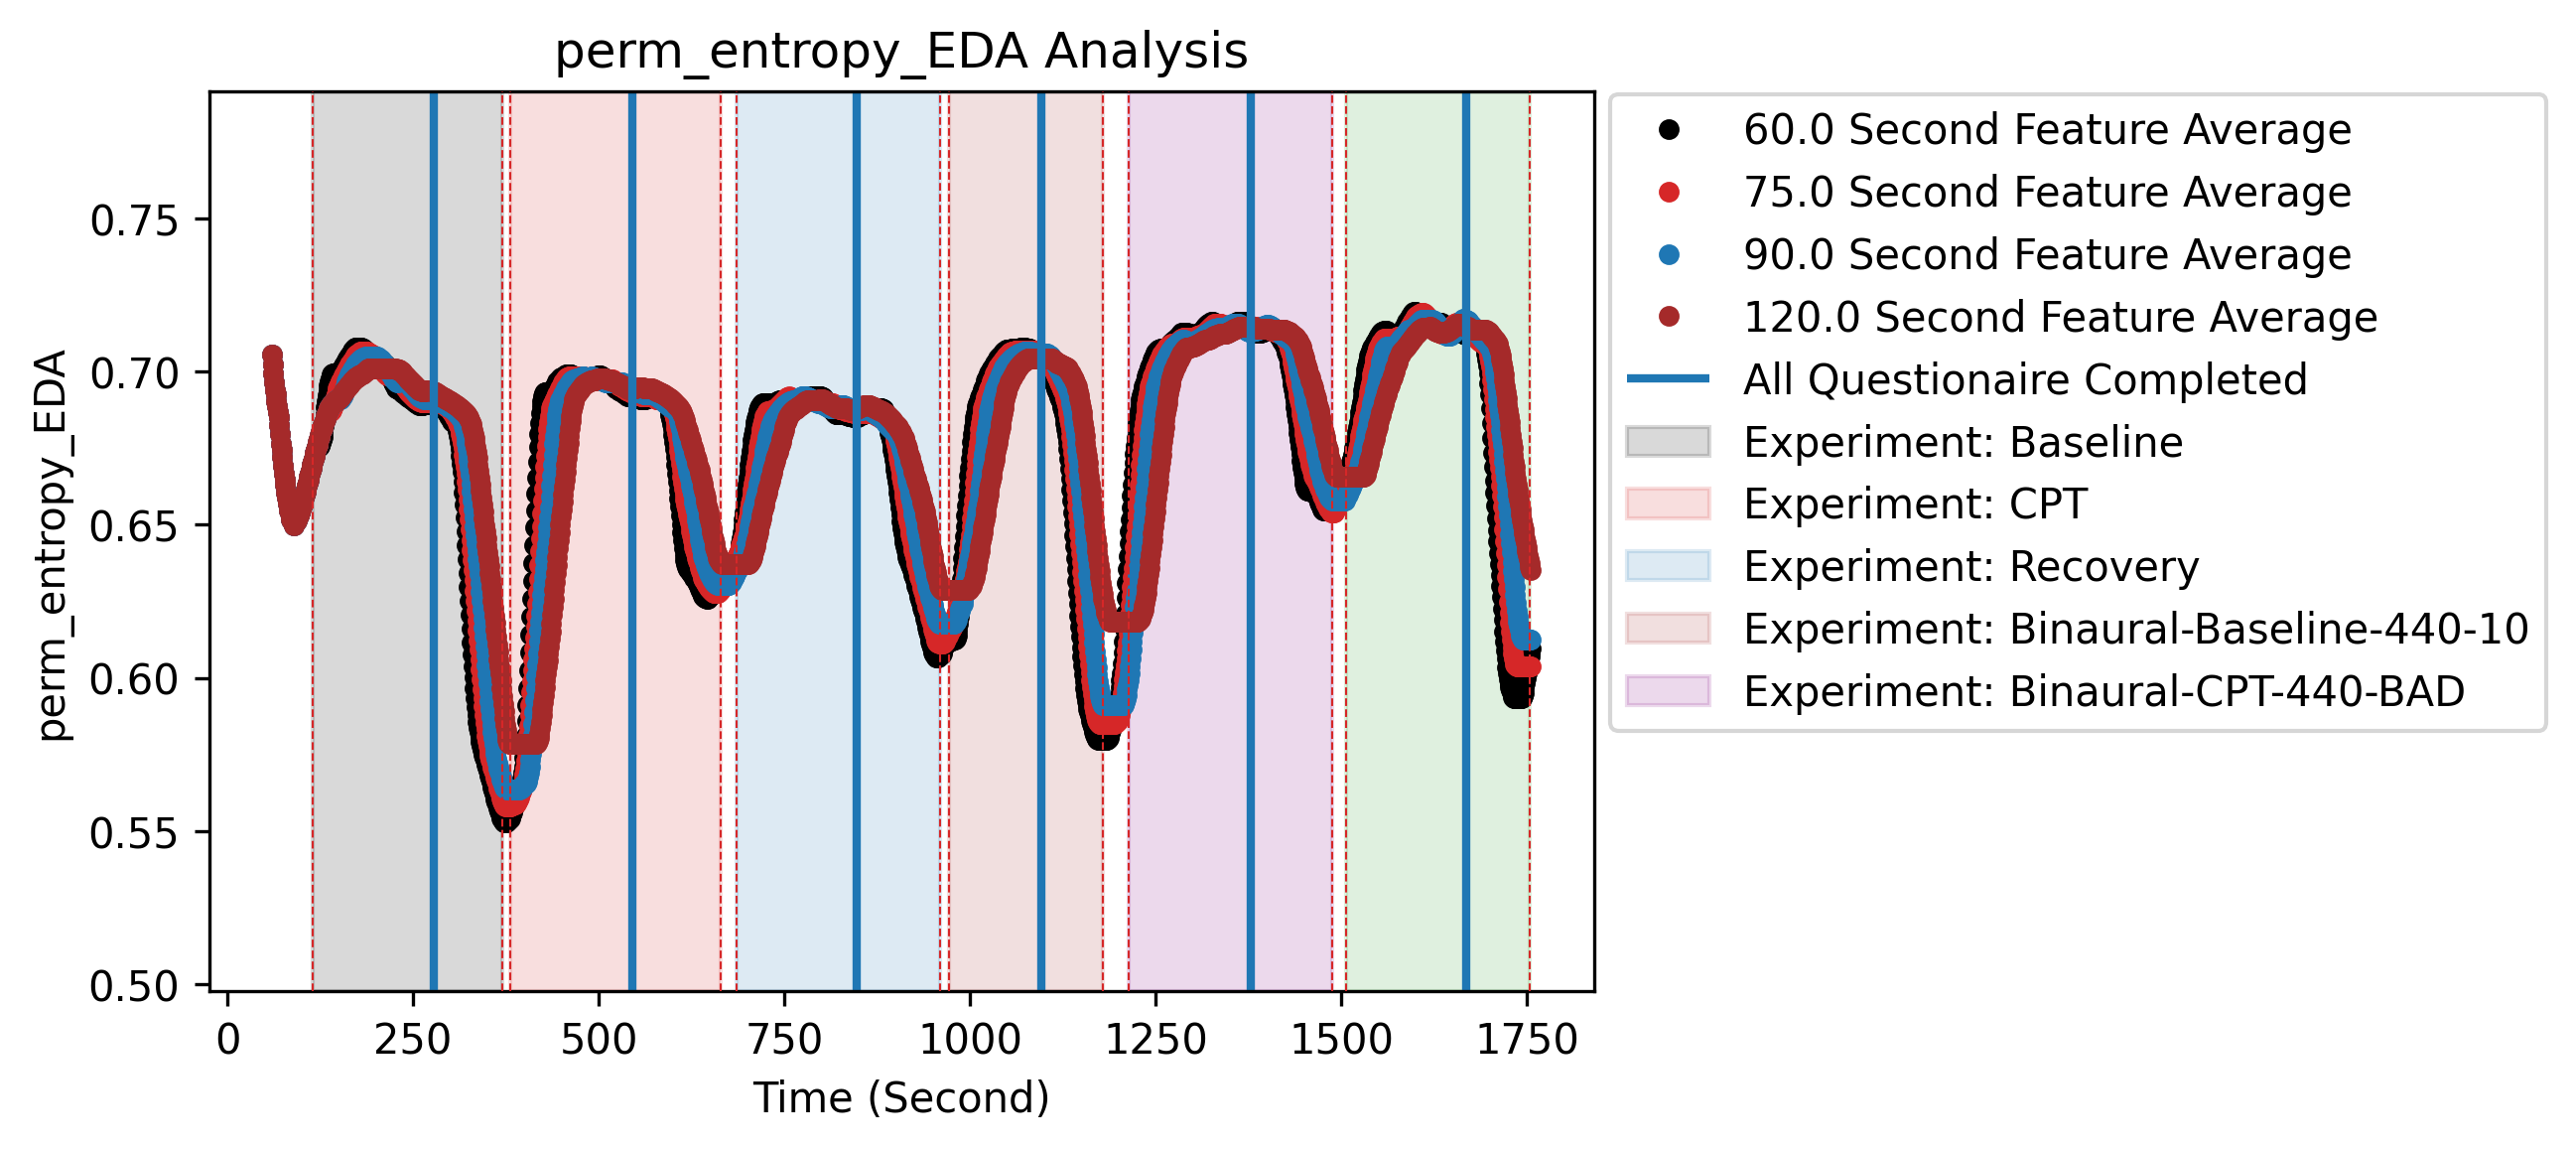 perm_entropy_EDA Analysis
perm_entropy_EDA
0.75
0.70
0.65
0.60
0.55
0.50
0
250
500
750
1000
1250
1500
1750
Time (Second)
60.0 Second Feature Average
75.0 Second Feature Average
90.0 Second Feature Average
120.0 Second Feature Average
All Questionaire Completed
Experiment: Baseline
Experiment: CPT
Experiment: Recovery
Experiment: Binaural-Baseline-440-10
Experiment: Binaural-CPT-440-BAD